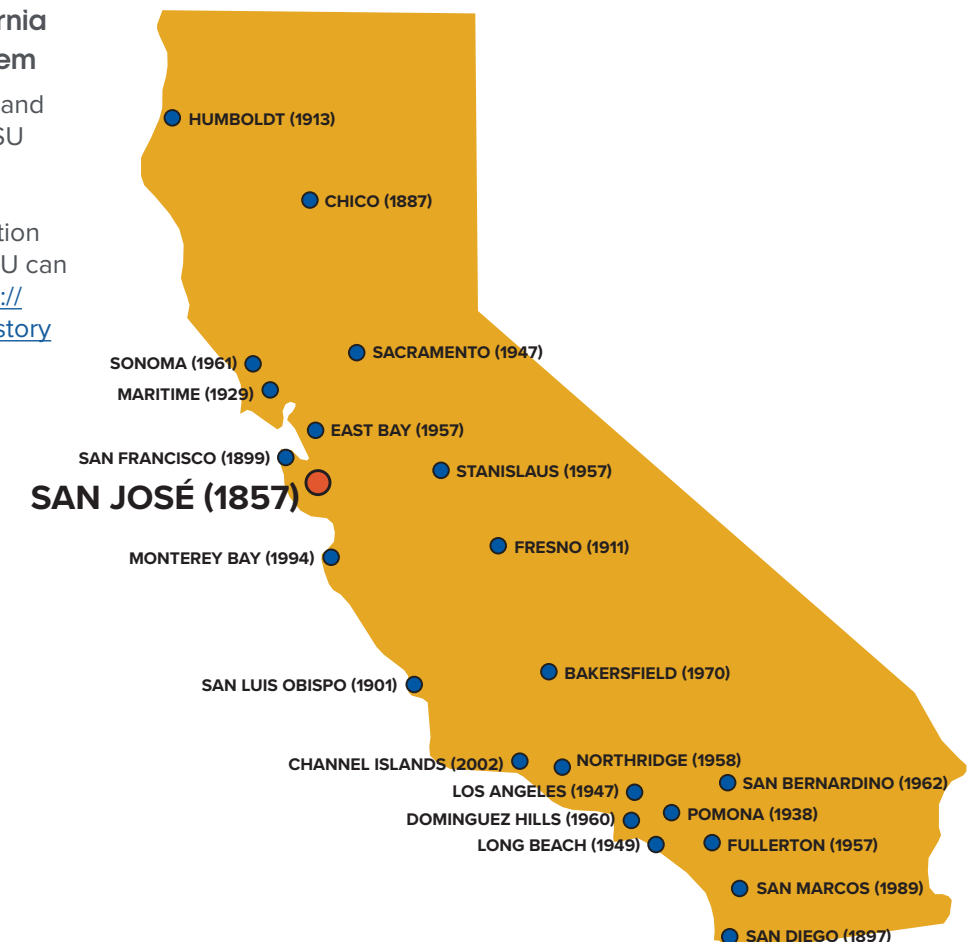 rnia
em
and
SU
tion
U can
://
story
HUMBOLDT (1913)
CHICO (1887)
SONOMA (1961)
SACRAMENTO (1947)
MARITIME (1929)
EAST BAY (1957)
SAN FRANCISCO (1899)
STANISLAUS (1957)
SAN JOSÉ (1857)
FRESNO (1911)
MONTEREY BAY (1994)
BAKERSFIELD (1970)
SAN LUIS OBISPO (1901)
CHANNEL ISLANDS (2002)
NORTHRIDGE (1958)
SAN BERNARDINO (1962)
LOS ANGELES (1947)
POMONA (1938)
DOMINGUEZ HILLS (1960)
LONG BEACH (1949)
FULLERTON (1957)
SAN MARCOS (1989)
SAN DIEGO (1897)